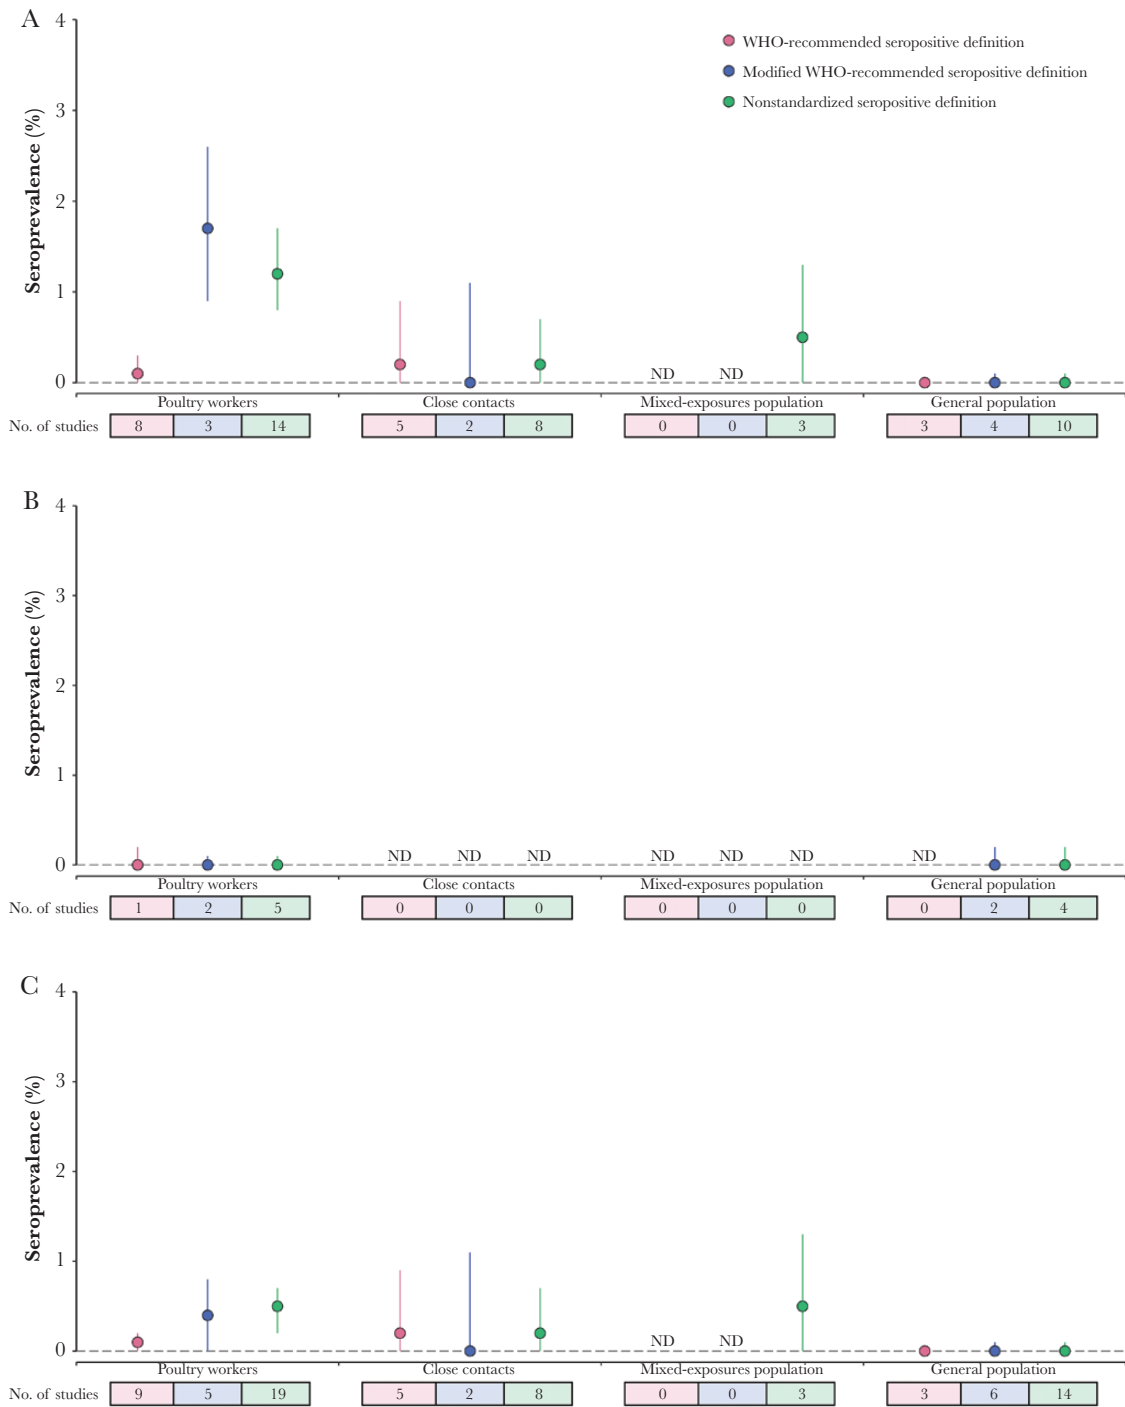 A
4
WHO-recommended seropositive definition
Modified WHO-recommended seropositive definition
Nonstandardized seropositive definition
3
2
1
0
Seroprevalence (%)
ND ND
Poultry workers Close contacts Mixed-exposures population General population
No. of studies 8 3 14 5 2 8 0 0 3 3 4 10
B
4
3
2
1
0
Seroprevalence (%)
ND ND ND ND ND ND ND
Poultry workers Close contacts Mixed-exposures population General population
No. of studies 1 2 5 0 0 0 0 0 0 0 2 4
C
4
3
2
1
0
Seroprevalence (%)
ND ND
Poultry workers Close contacts Mixed-exposures population General population
No. of studies 9 5 19 5 2 8 0 0 3 3 6 14